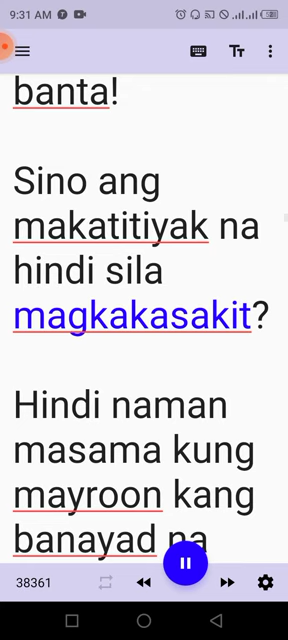 9:31 AM
banta!
Sino ang
makatitiyak na
hindi sila
magkakasakit?
Hindi naman
masama kung
mayroon kang
banayad na
38361